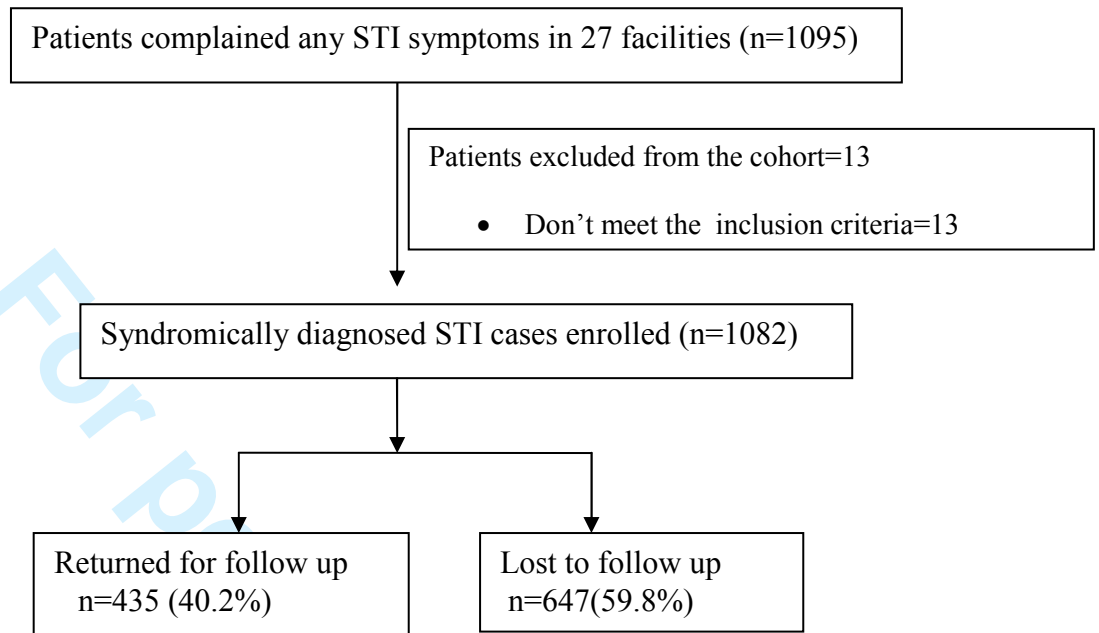 Patients complained any STI symptoms in 27 facilities (n=1095)
Patients excluded from the cohort=13
• Don’t meet the inclusion criteria=13
Syndromically diagnosed STI cases enrolled (n=1082)
Returned for follow up
n=435 (40.2%)
Lost to follow up
n=647(59.8%)
For pe